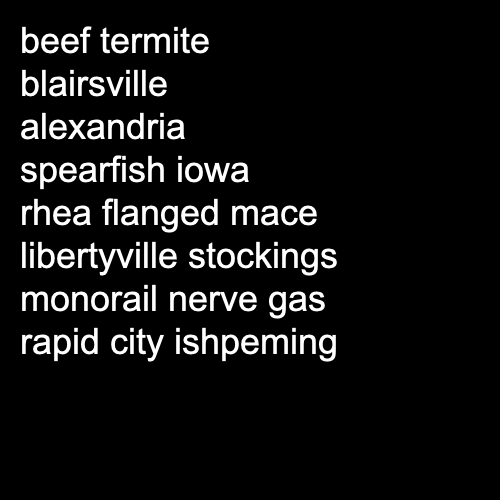 beef termite
blairsville
alexandria
spearfish iowa
rhea flanged mace
libertyville stockings
monorail nerve gas
rapid city ishpeming